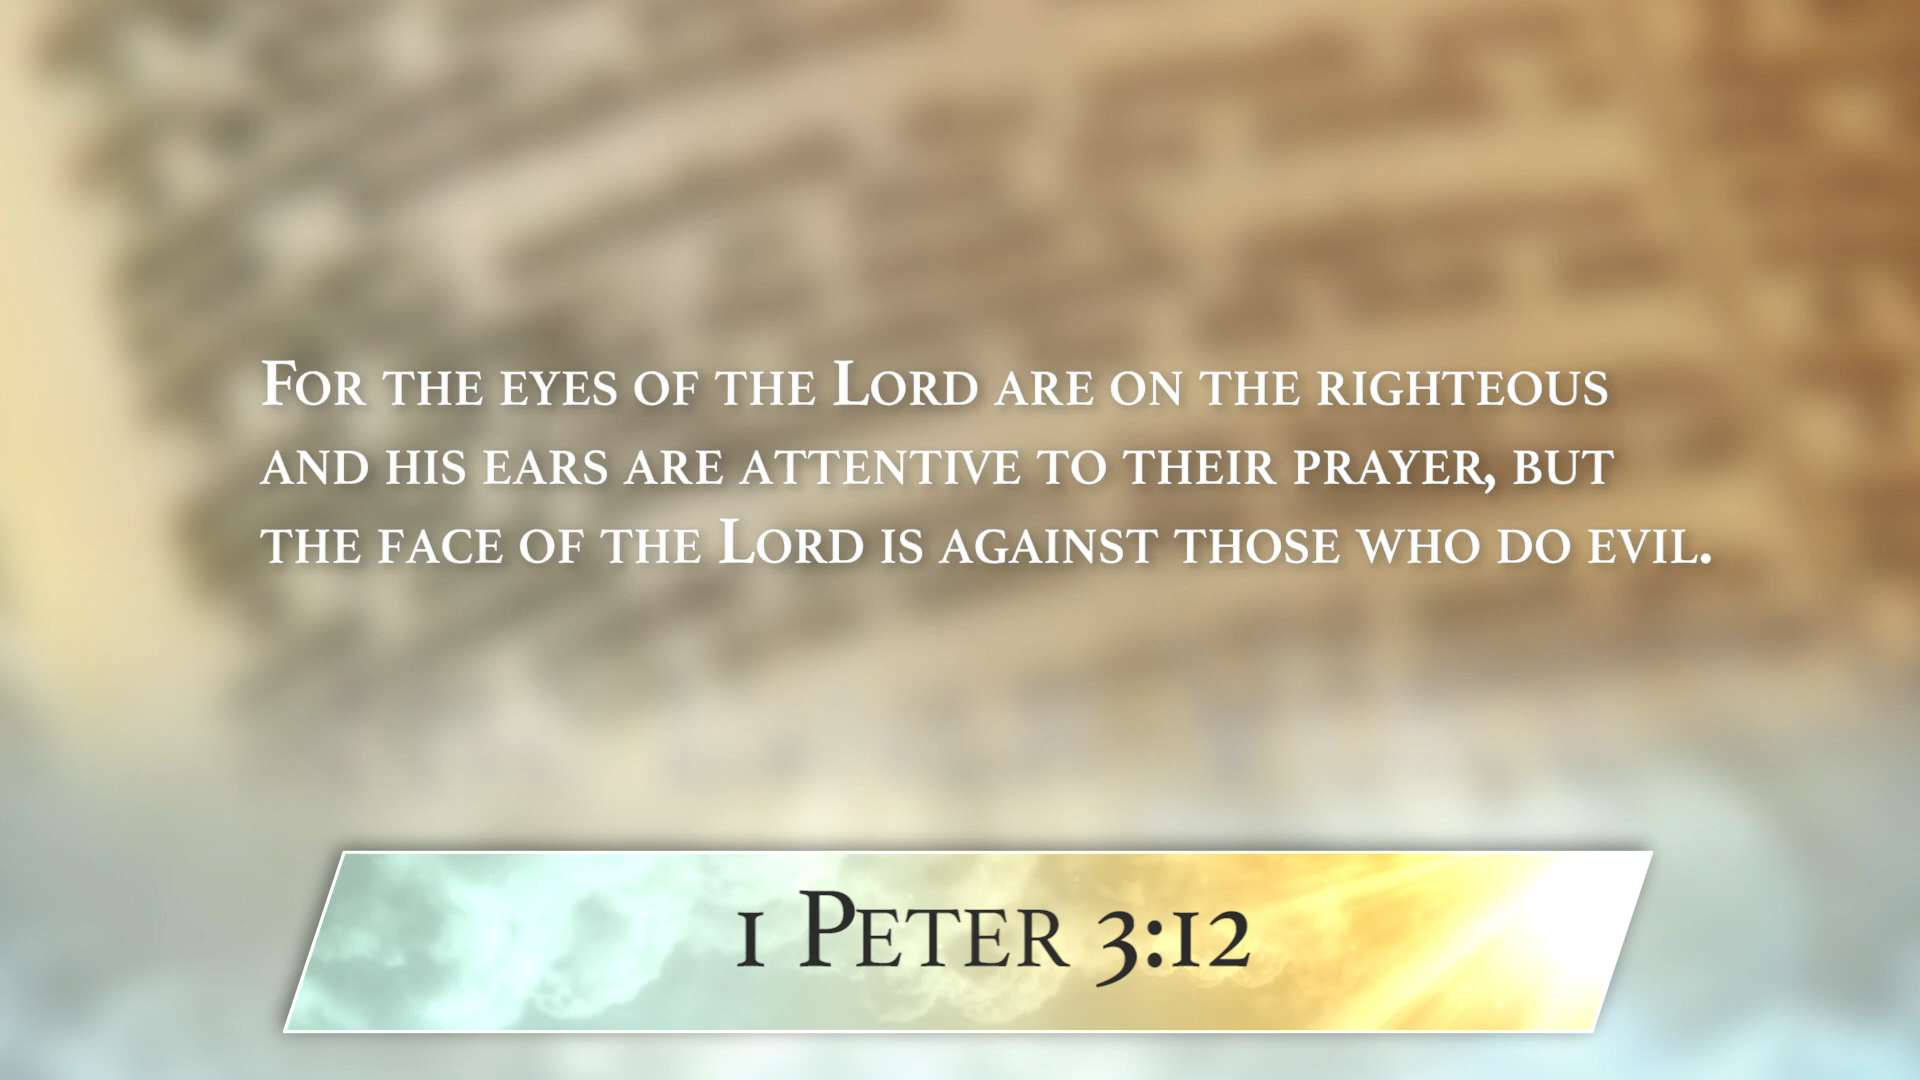 For the eyes of the Lord are on the righteous
and his ears are attentive to their prayer, but
the face of the Lord is against those who do evil.
1 Peter 3:12